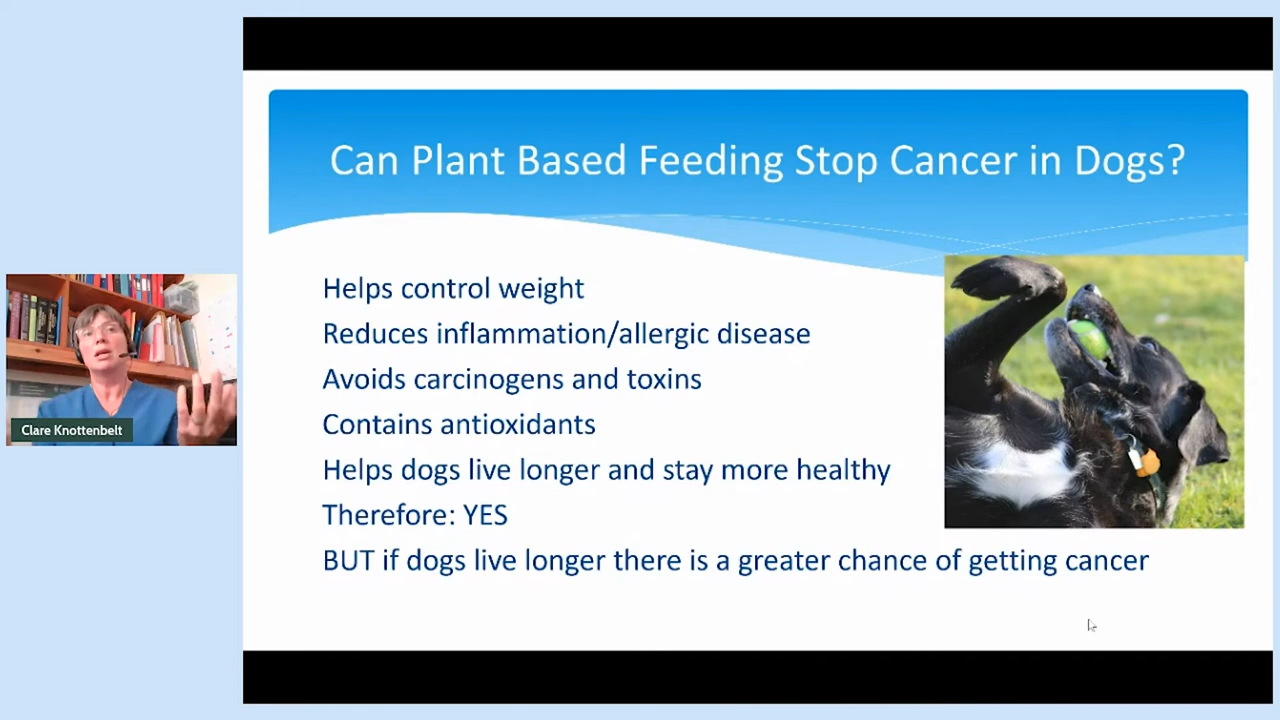 Can Plant Based Feeding Stop Cancer in Dogs?
Helps control weight
Reduces inflammation/allergic disease
Avoids carcinogens and toxins
Contains antioxidants
Helps dogs live longer and stay more healthy
Therefore: YES
BUT if dogs live longer there is a greater chance of getting cancer
Clare Knottenbelt